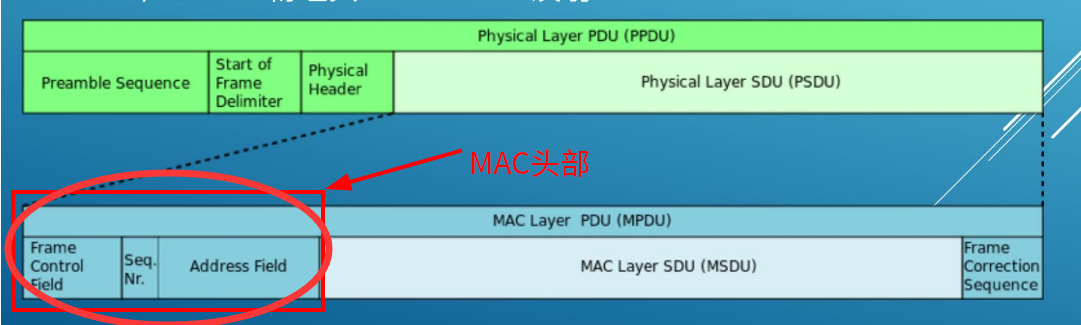 Physical Layer PDU (PPDU)
Preamble Sequence
Start of
Frame
Delimiter
Physical
Header
Physical Layer SDU (PSDU)
MAC头部
MAC Layer PDU (MPDU)
Frame
Control
Field
Seq.
Nr.
Address Field
MAC Layer SDU (MSDU)
Frame
Correction
Sequence